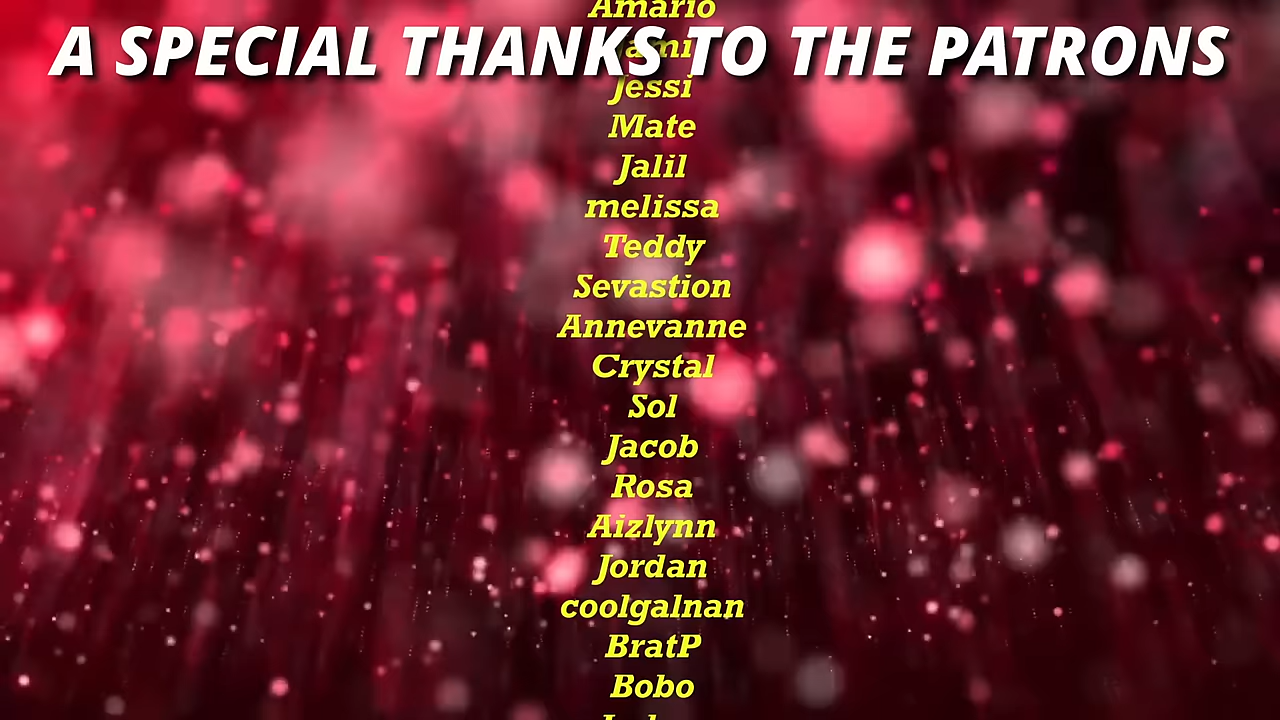 Amario
A SPECIAL THANKS TO THE PATRONS
Jessi
Mate
Jalil
melissa
Teddy
Sevastion
Annevanne
Crystal
Sol
Jacob
Rosa
Aizlynn
Jordan
coolgalnan
BratP
Bobo